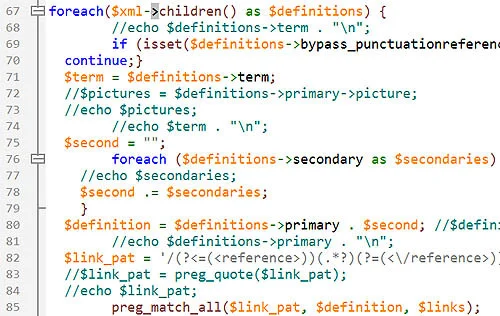 67 foreach($xml->children() as $definitions) {
68 //echo $definitions->term . "\n";
69 if (isset($definitions->bypass_punctuationreference
70 continue;}
71 $term = $definitions->term;
72 //$pictures = $definitions->primary->picture;
73 //echo $pictures;
74 //echo $term . "\n";
75 $second = "";
76 foreach ($definitions->secondary as $secondaries)
77 //echo $secondaries;
78 $second .= $secondaries;
79 }
80 $definition = $definitions->primary . $second; //$defini
81 //echo $definitions->primary . "\n";
82 $link_pat = '/(?<=(<reference>))(.*?)(?=(<\/reference>))
83 //$link_pat = preg_quote($link_pat);
84 //echo $link_pat;
85 preg_match_all($link_pat, $definition, $links);